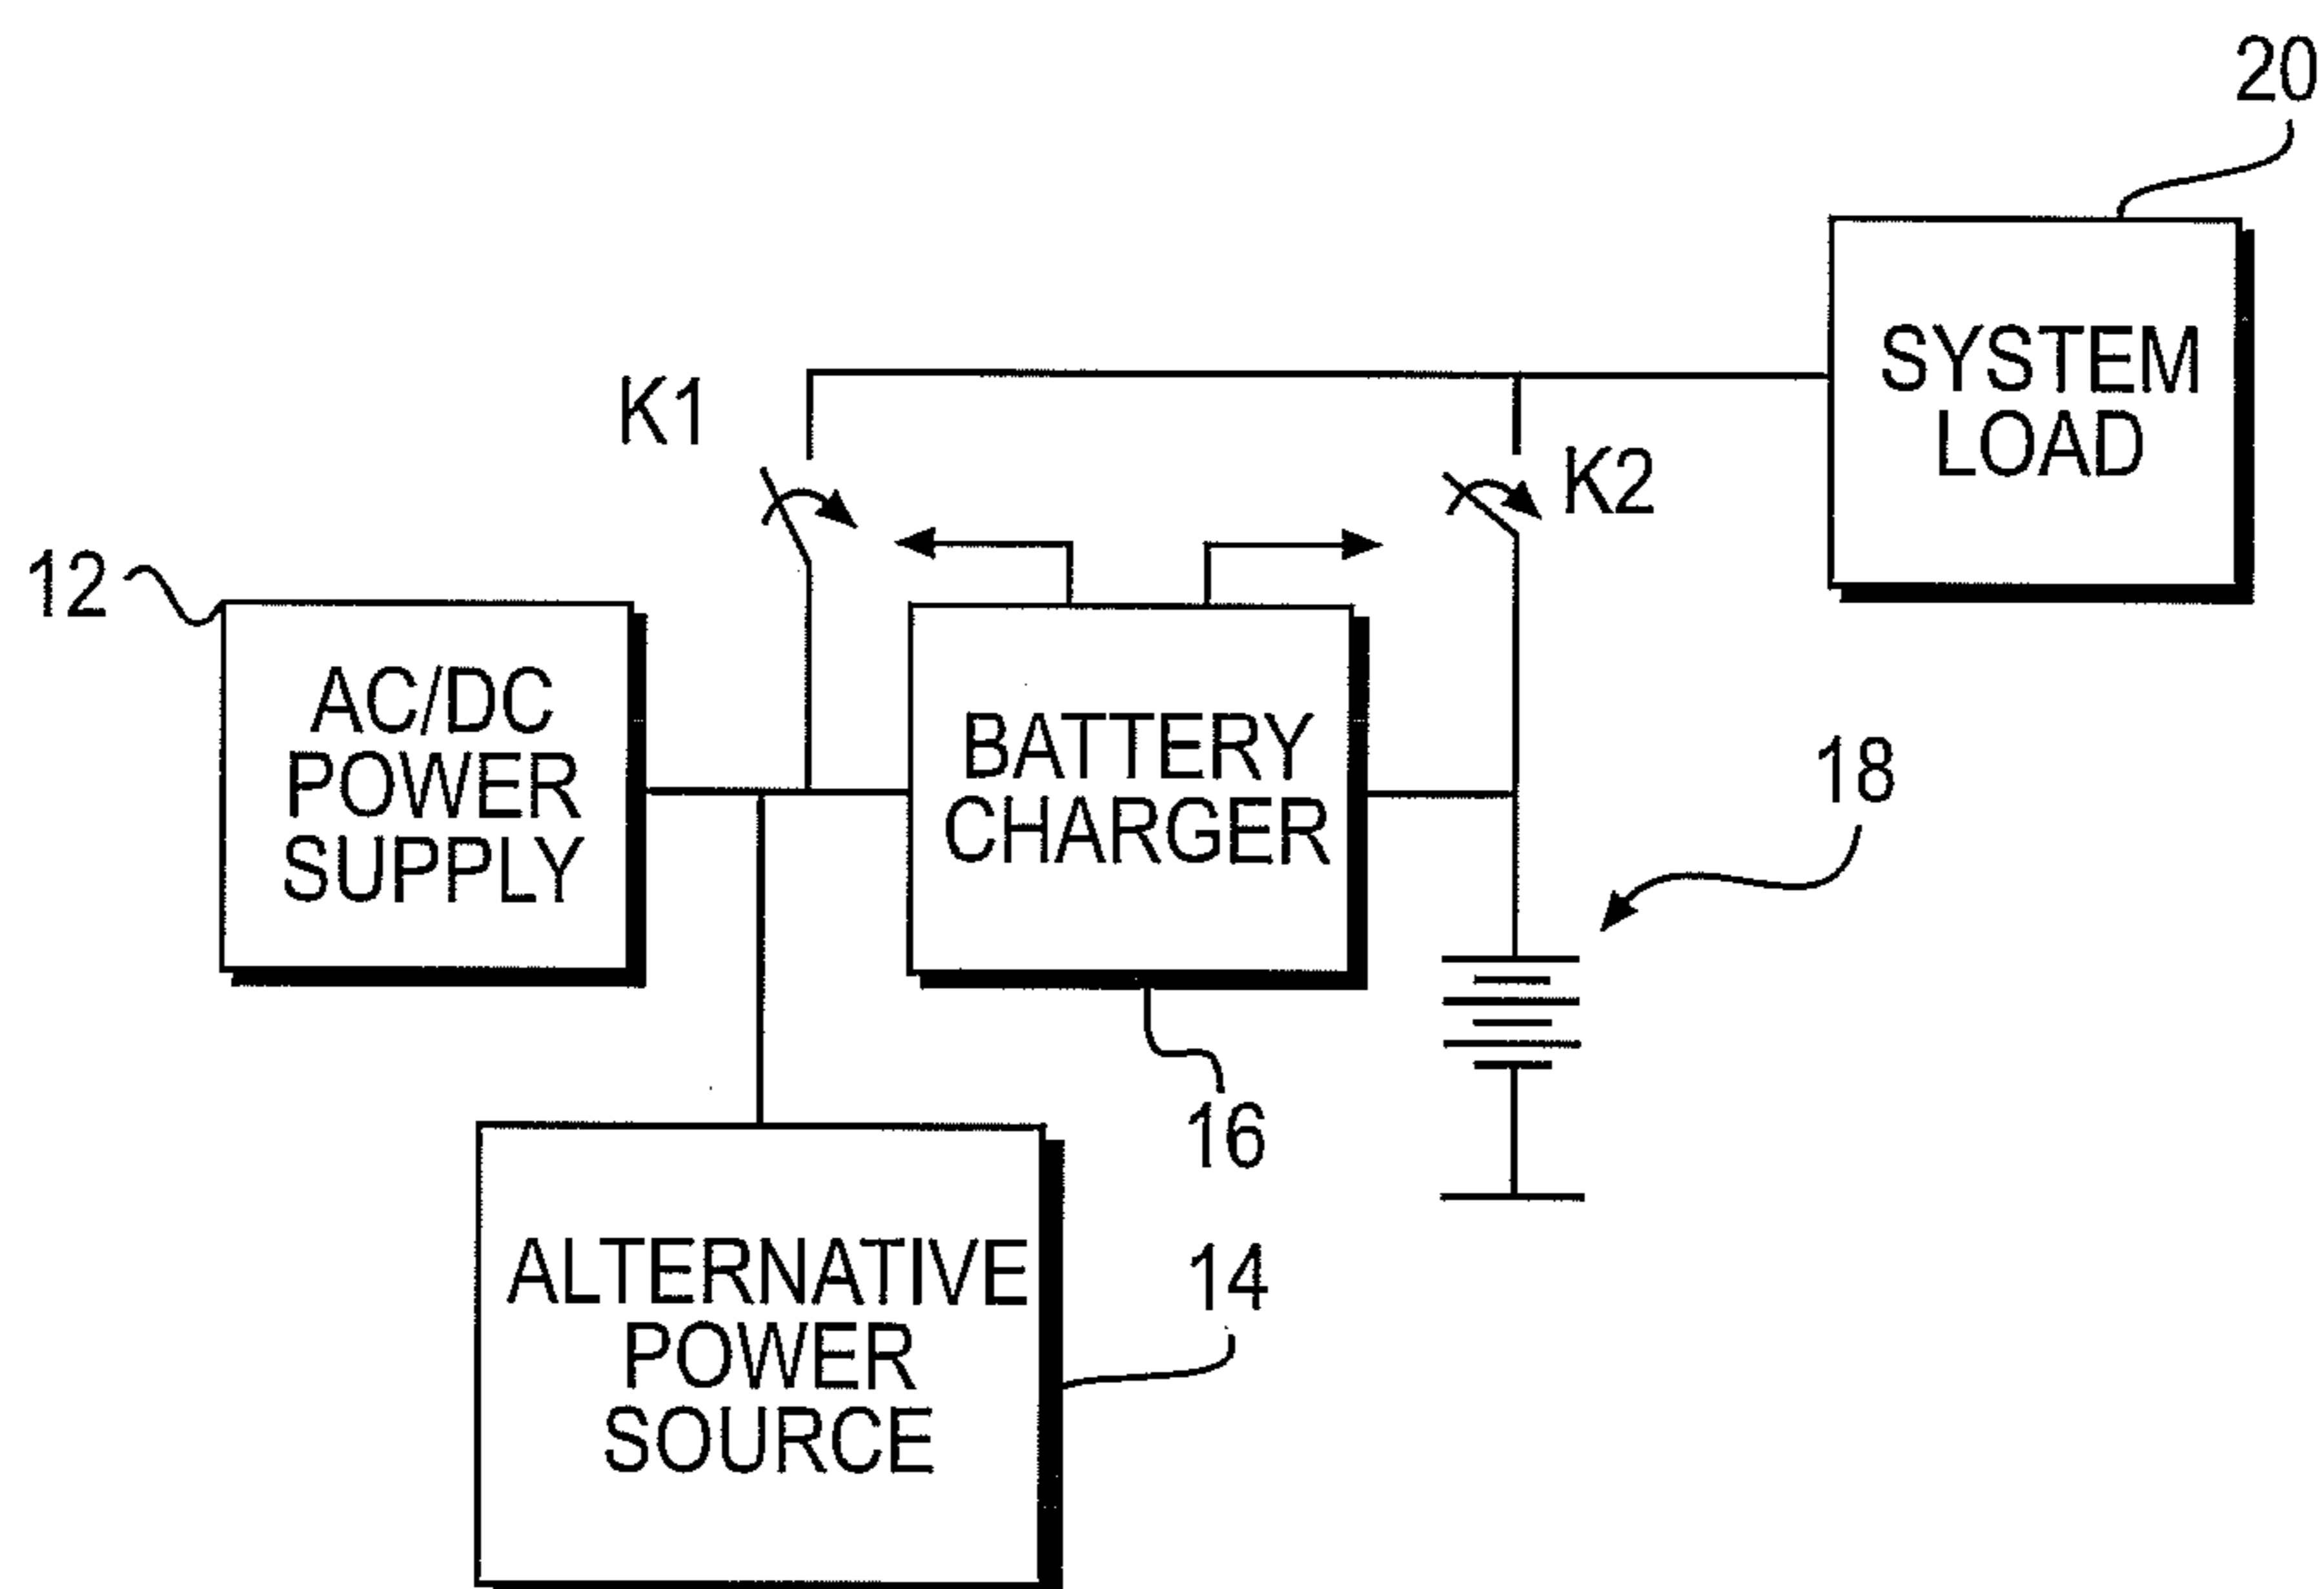 20
SYSTEM
LOAD
K1
K2
12
AC/DC
POWER
SUPPLY
BATTERY
CHARGER
18
16
14
ALTERNATIVE
POWER
SOURCE